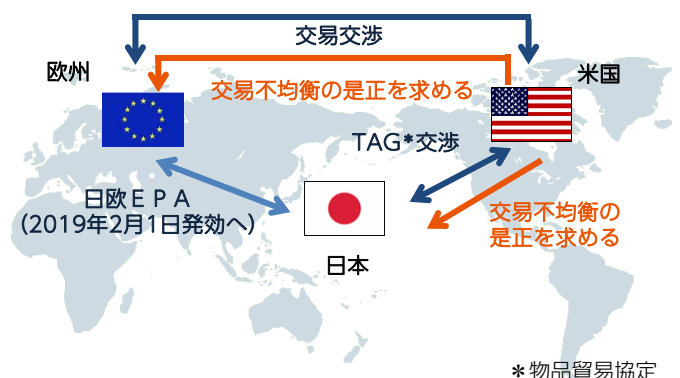 交易交渉
欧州
米国
交易不均衡の是正を求める
TAG*交渉
日欧ＥＰＡ
（2019年2月1日発効へ）
交易不均衡の
是正を求める
日本
＊物品貿易協定